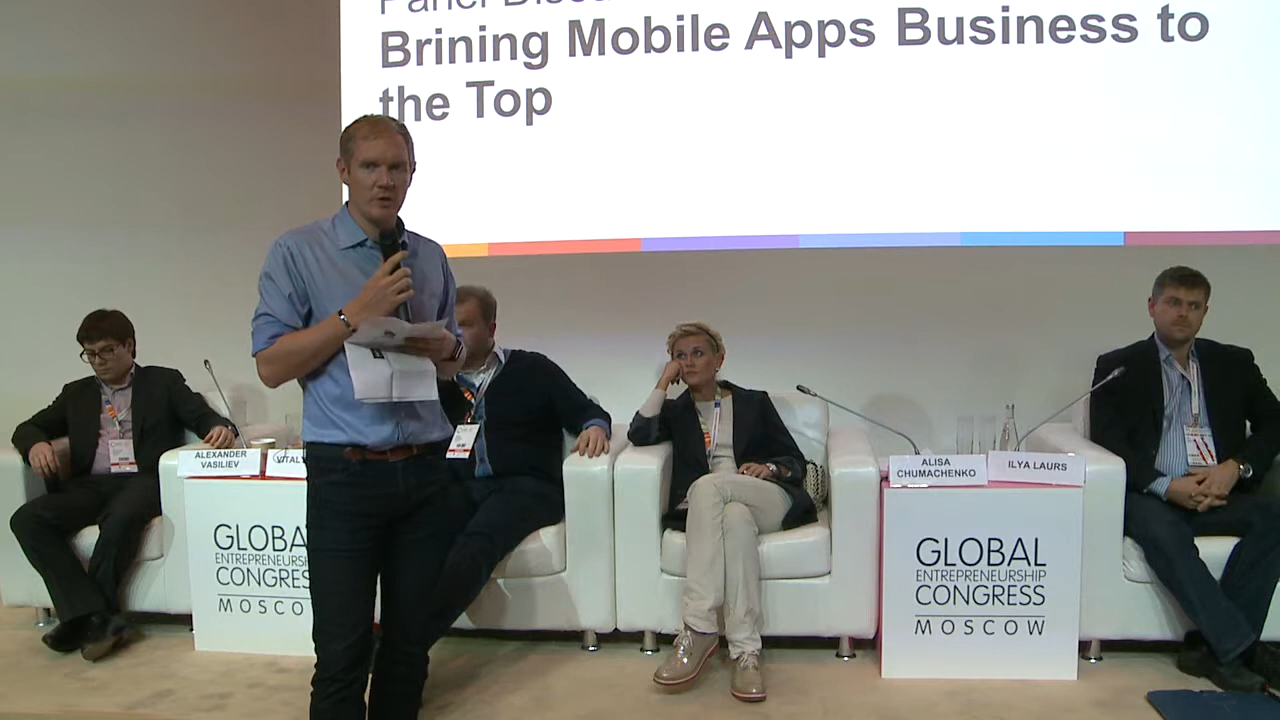 Panel
Brining Mobile Apps Business to
the Top
ALEXANDER
VASILIEV
ALISA
CHUMACHENKO
ILYA LAURS
GLOBAL
ENTREPRENEURSHIP
CONGRESS
MOSCOW
GLOBAL
ENTREPRENEURSHIP
CONGRESS
MOSCOW